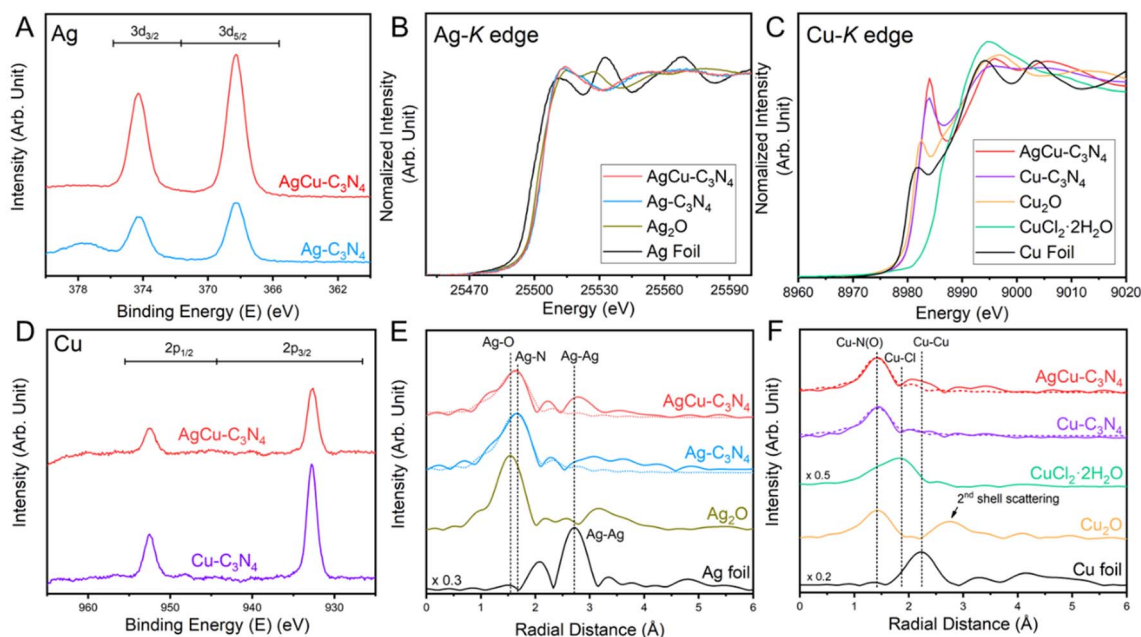 A
Ag
3d3/2
3d5/2
Intensity (Arb. Unit)
AgCu-C3N4
Ag-C3N4
378
374
370
366
362
Binding Energy (E) (eV)
B
Ag-K edge
Nomalized Intensity
(Arb. Unit)
AgCu-C3N4
Ag-C3N4
Ag2O
Ag Foil
25470
25500
25530
25560
25590
Energy (eV)
C
Cu-K edge
Nomalized Intensity
(Arb. Unit)
AgCu-C3N4
Cu-C3N4
Cu2O
CuCl2·2H2O
Cu Foil
8960
8970
8980
8990
9000
9010
9020
Energy (eV)
D
Cu
2p1/2
2p3/2
Intensity (Arb. Unit)
AgCu-C3N4
Cu-C3N4
960
950
940
930
Binding Energy (E) (eV)
E
Ag-O
Ag-N
Ag-Ag
Intensity (Arb. Unit)
AgCu-C3N4
Ag-C3N4
Ag2O
Ag-Ag
x 0.3
Ag foil
0
1
2
3
4
5
6
Radial Distance (Å)
F
Cu-N(O)
Cu-Cl
Cu-Cu
Intensity (Arb. Unit)
AgCu-C3N4
Cu-C3N4
x 0.5
CuCl2·2H2O
2nd shell scattering
Cu2O
x 0.2
Cu foil
0
1
2
3
4
5
6
Radial Distance (Å)